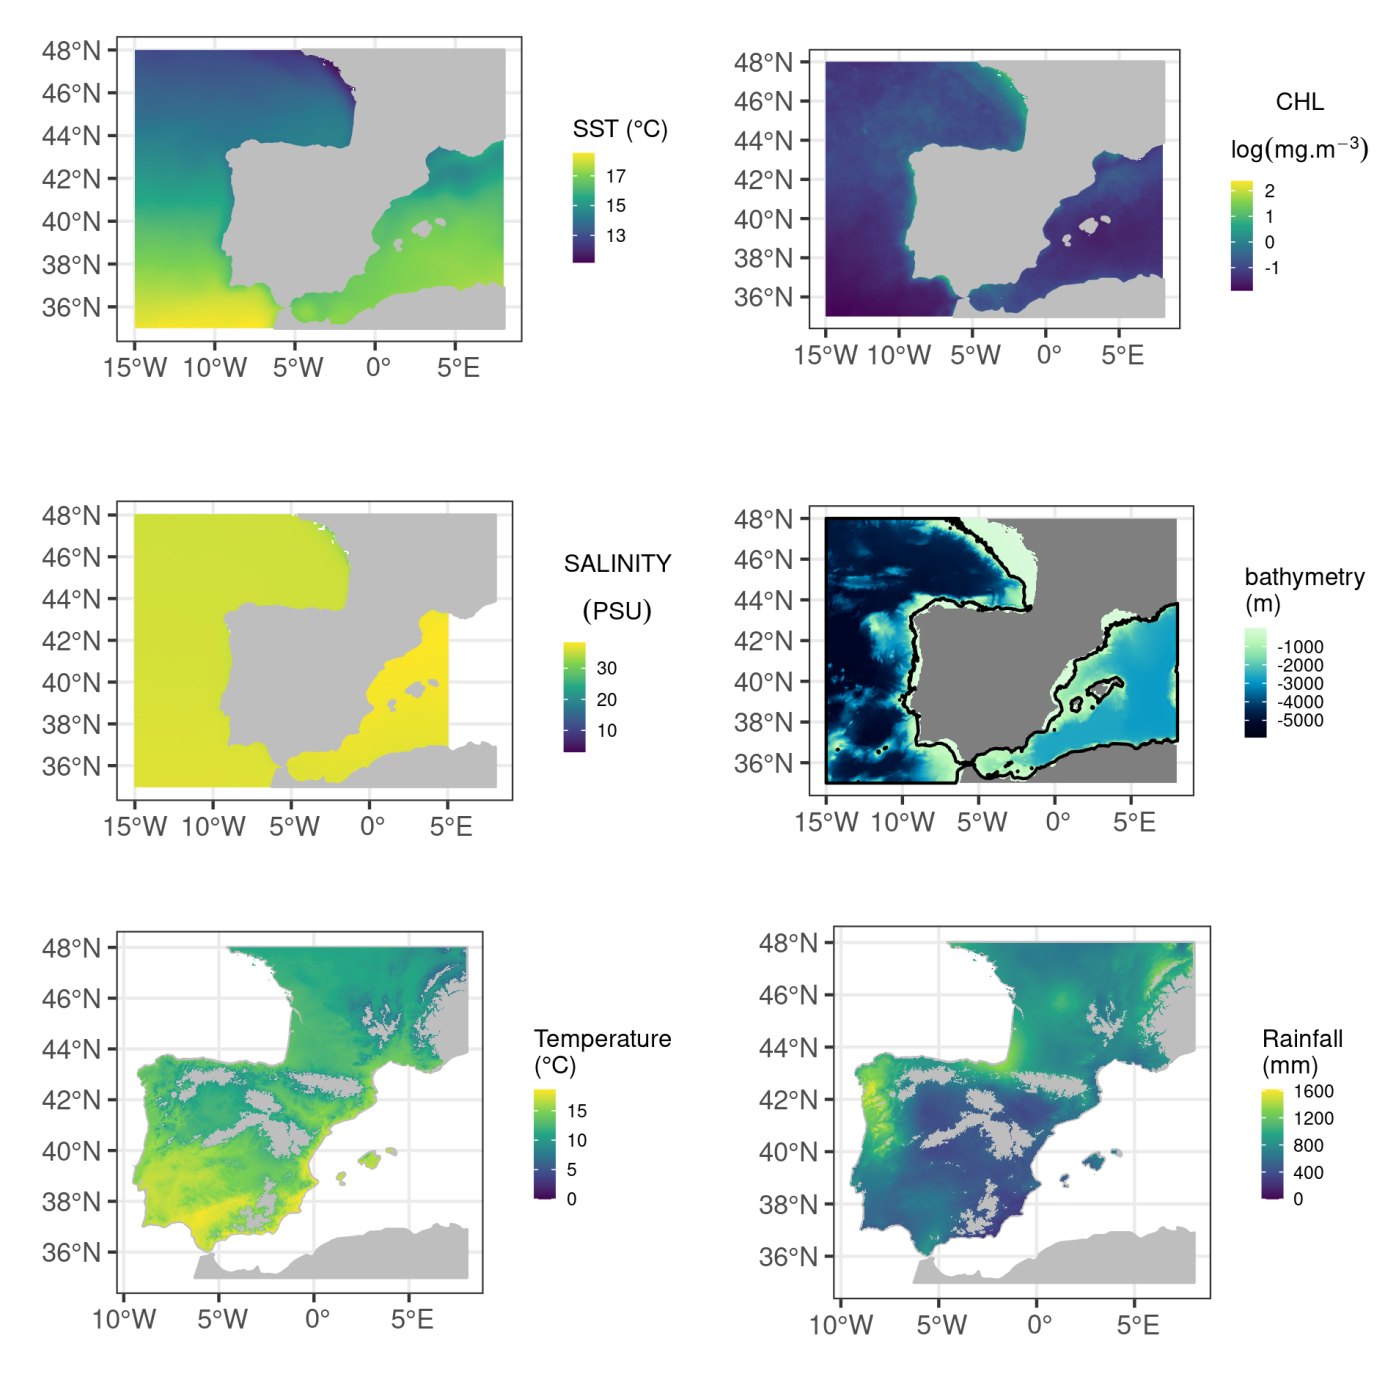 48°N
46°N
44°N
42°N
40°N
38°N
36°N
15°W 10°W 5°W 0° 5°E
SST (°C)
17
15
13
48°N
46°N
44°N
42°N
40°N
38°N
36°N
15°W 10°W 5°W 0° 5°E
CHL
log(mg.m⁻³)
2
1
0
-1
48°N
46°N
44°N
42°N
40°N
38°N
36°N
15°W 10°W 5°W 0° 5°E
SALINITY
(PSU)
30
20
10
48°N
46°N
44°N
42°N
40°N
38°N
36°N
15°W 10°W 5°W 0° 5°E
bathymetry
(m)
-1000
-2000
-3000
-4000
-5000
48°N
46°N
44°N
42°N
40°N
38°N
36°N
10°W 5°W 0° 5°E
Temperature
(°C)
15
10
5
0
48°N
46°N
44°N
42°N
40°N
38°N
36°N
10°W 5°W 0° 5°E
Rainfall
(mm)
1600
1200
800
400
0